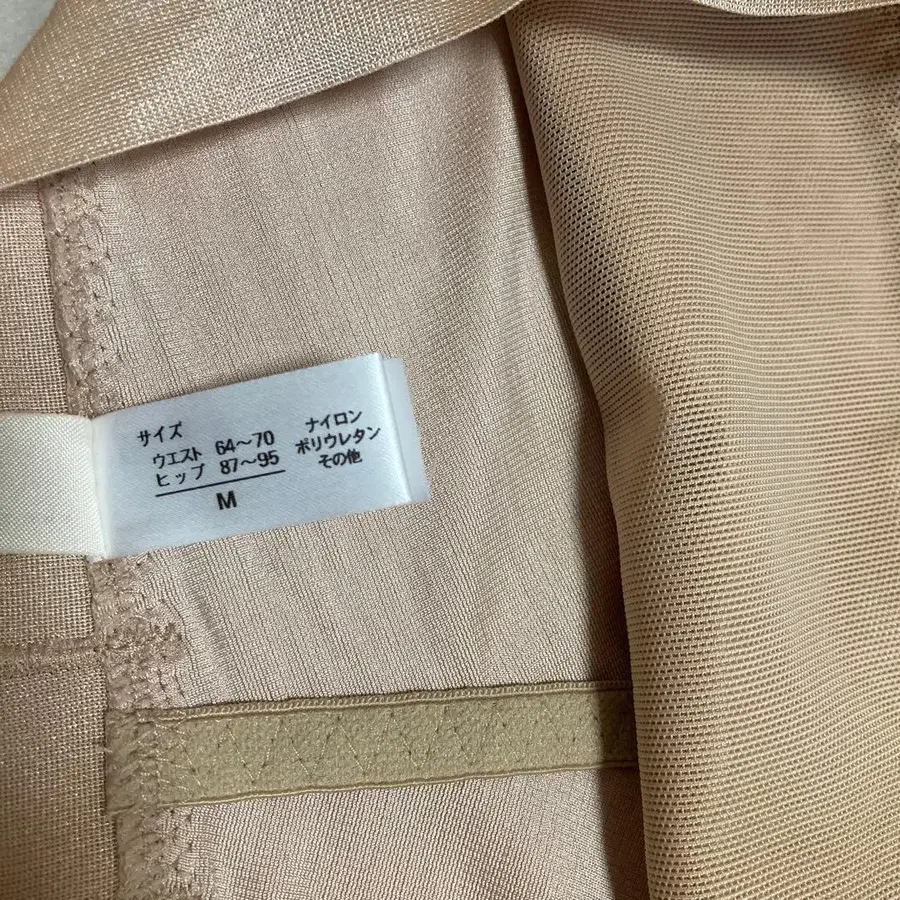 サイズ
ウエスト 64～70
ヒップ 87～95
M
ナイロン
ポリウレタン
その他